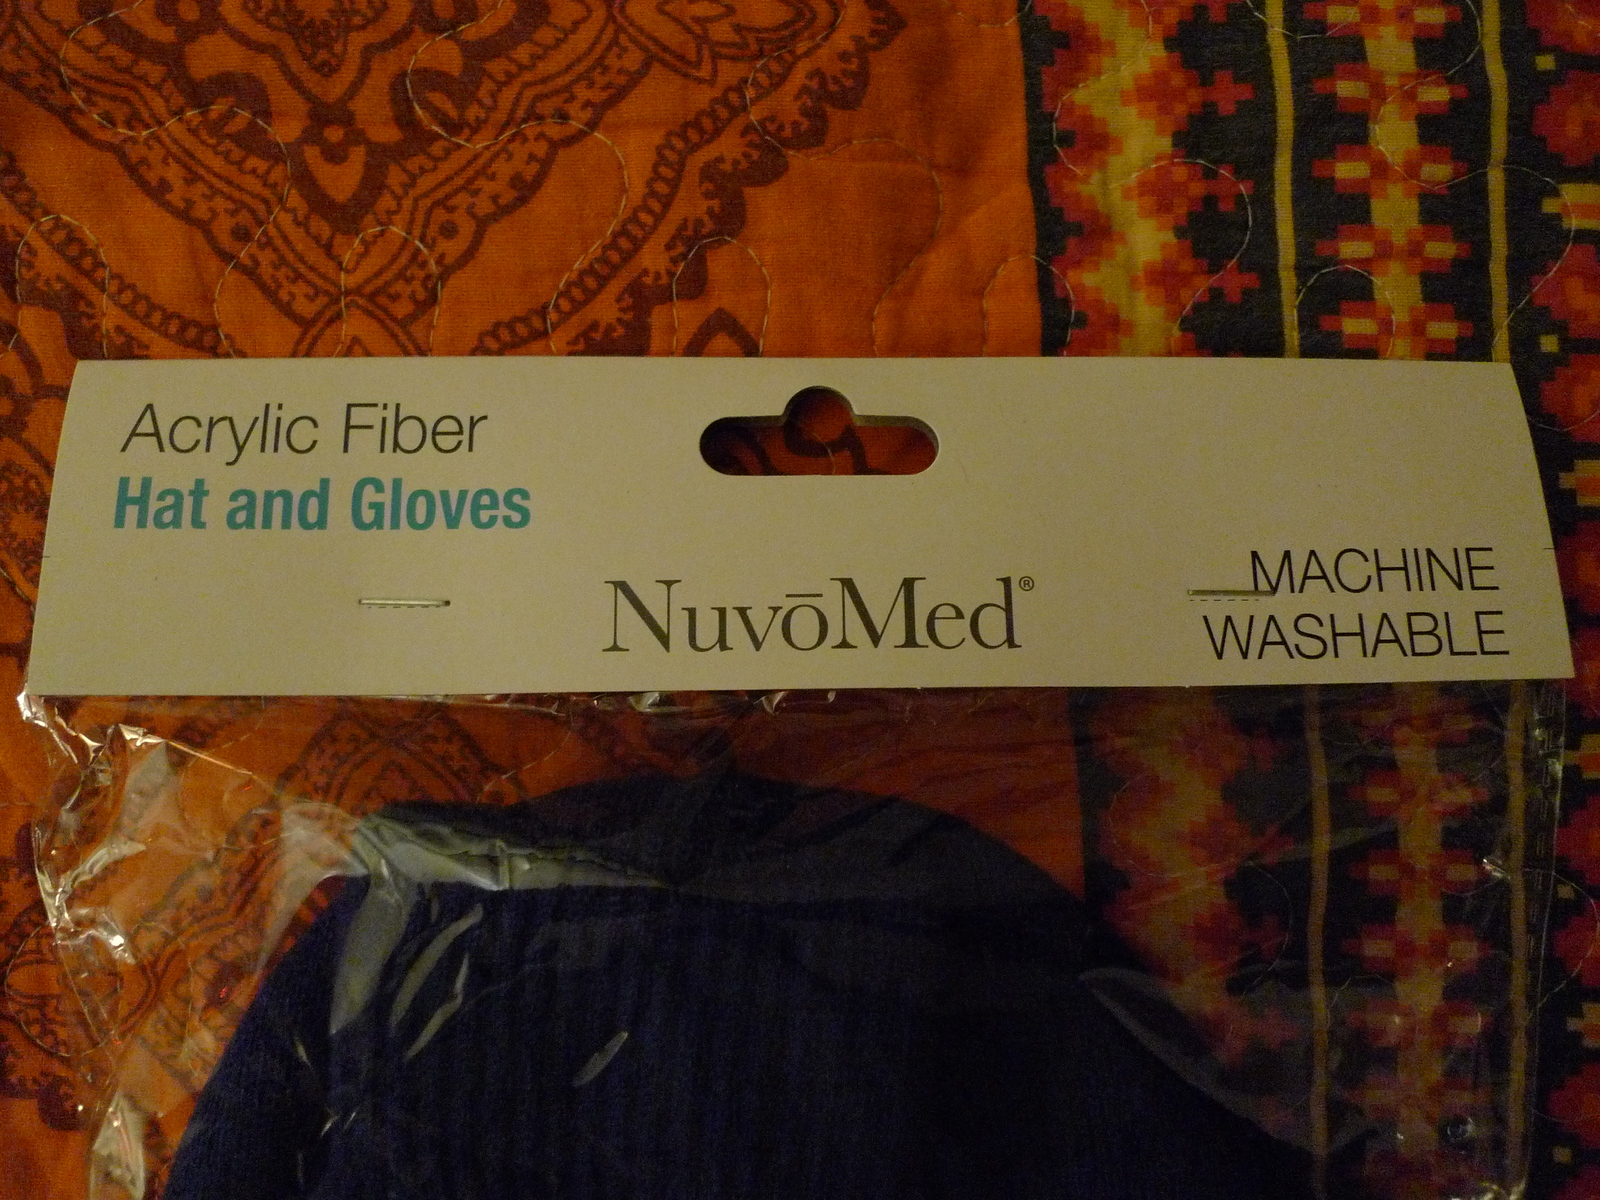 Acrylic Fiber
Hat and Gloves
NuvōMed®
MACHINE
WASHABLE